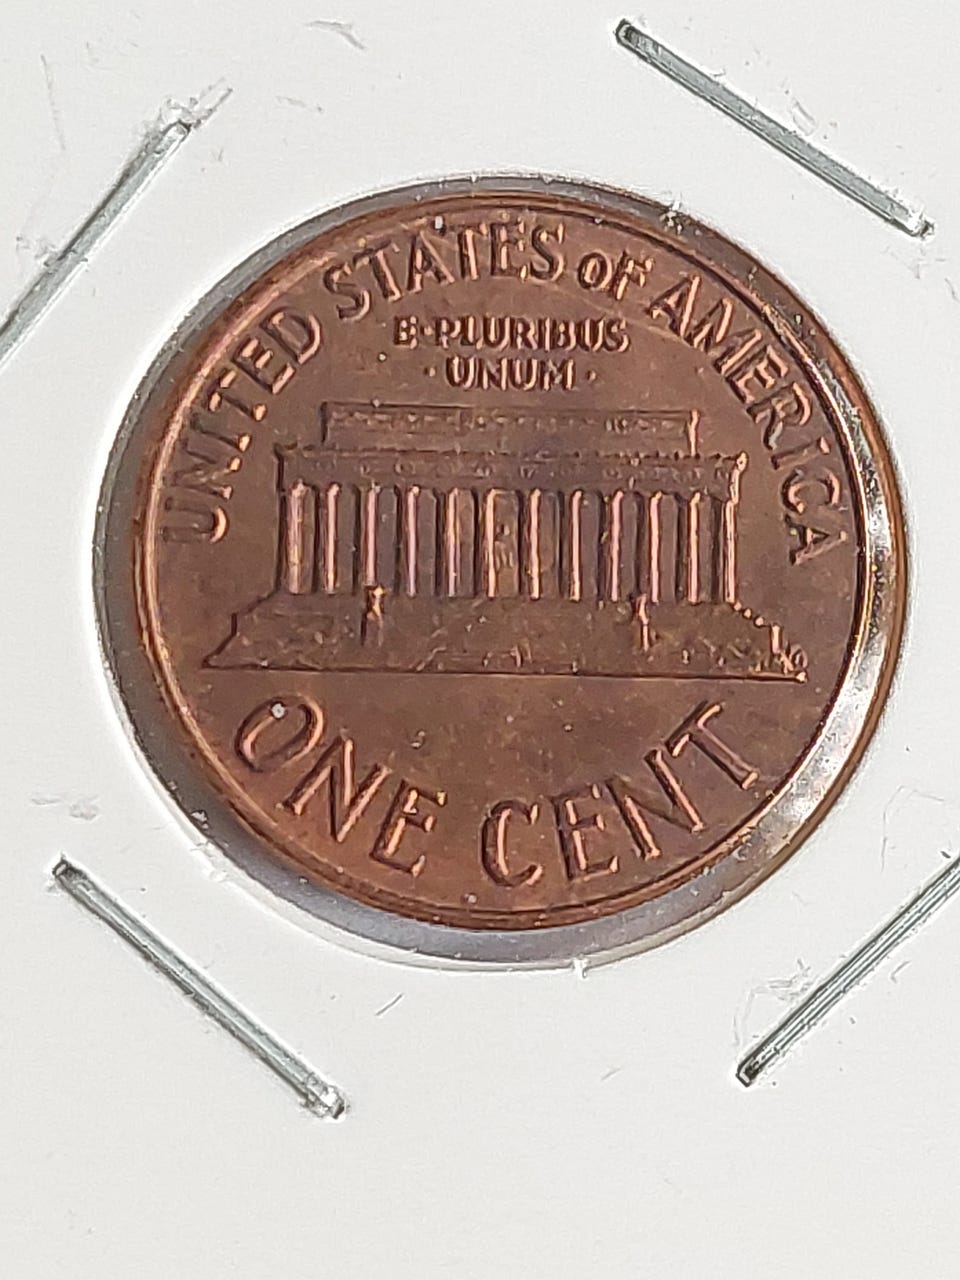 UNITED STATES OF AMERICA
E·PLURIBUS
·UNUM·
ONE CENT